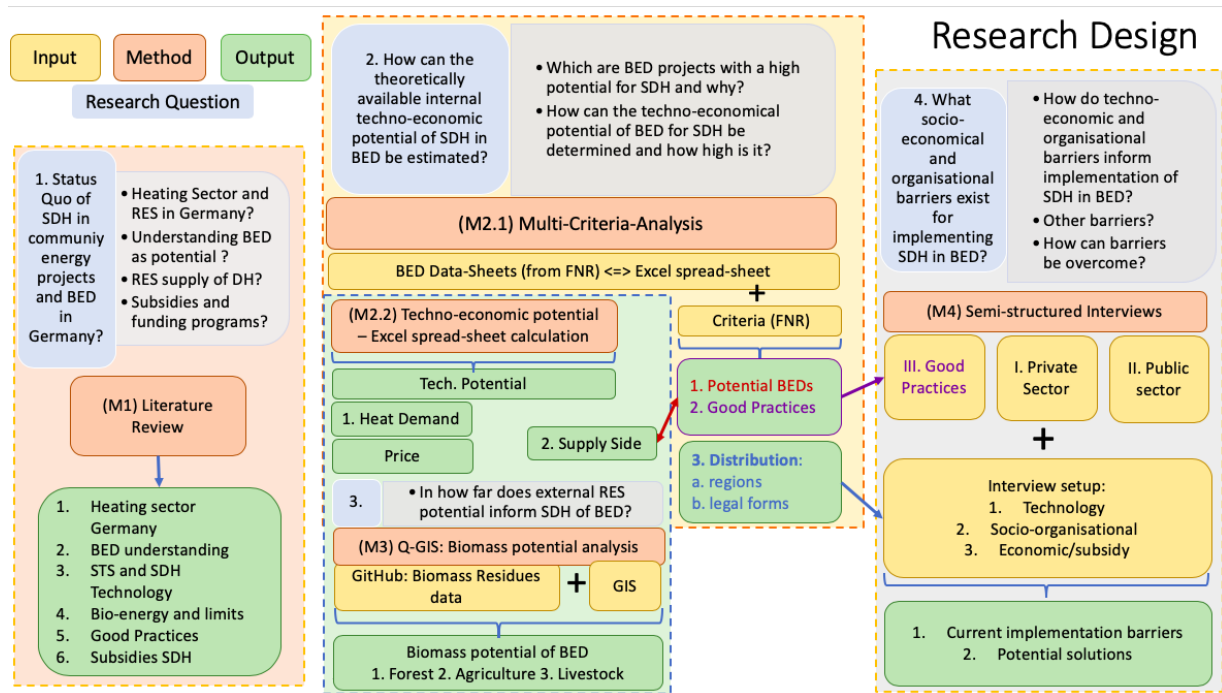 Research Design
Input
Method
Output
Research Question
1. Status
Quo of
SDH in
communiy
energy
projects
and BED
in
Germany?
• Heating Sector and
RES in Germany?
• Understanding BED
as potential ?
• RES supply of DH?
• Subsidies and
funding programs?
(M1) Literature
Review
1. Heating sector
Germany
2. BED understanding
3. STS and SDH
Technology
4. Bio-energy and limits
5. Good Practices
6. Subsidies SDH
2. How can the
theoretically
available internal
techno-economic
potential of SDH in
BED be estimated?
• Which are BED projects with a high
potential for SDH and why?
• How can the techno-economical
potential of BED for SDH be
determined and how high is it?
(M2.1) Multi-Criteria-Analysis
BED Data-Sheets (from FNR) <=> Excel spread-sheet
+
Criteria (FNR)
(M2.2) Techno-economic potential
– Excel spread-sheet calculation
Tech. Potential
1. Heat Demand
Price
2. Supply Side
1. Potential BEDs
2. Good Practices
3. Distribution:
a. regions
b. legal forms
3.
• In how far does external RES
potential inform SDH of BED?
(M3) Q-GIS: Biomass potential analysis
GitHub: Biomass Residues
data
+
GIS
Biomass potential of BED
1. Forest 2. Agriculture 3. Livestock
4. What
socio-
economical
and
organisational
barriers exist for
implementing
SDH in BED?
• How do techno-
economic and
organisational
barriers inform
implementation of
SDH in BED?
• Other barriers?
• How can barriers
be overcome?
(M4) Semi-structured Interviews
III. Good
Practices
I. Private
Sector
II. Public
sector
+
Interview setup:
1. Technology
2. Socio-organisational
3. Economic/subsidy
1. Current implementation barriers
2. Potential solutions